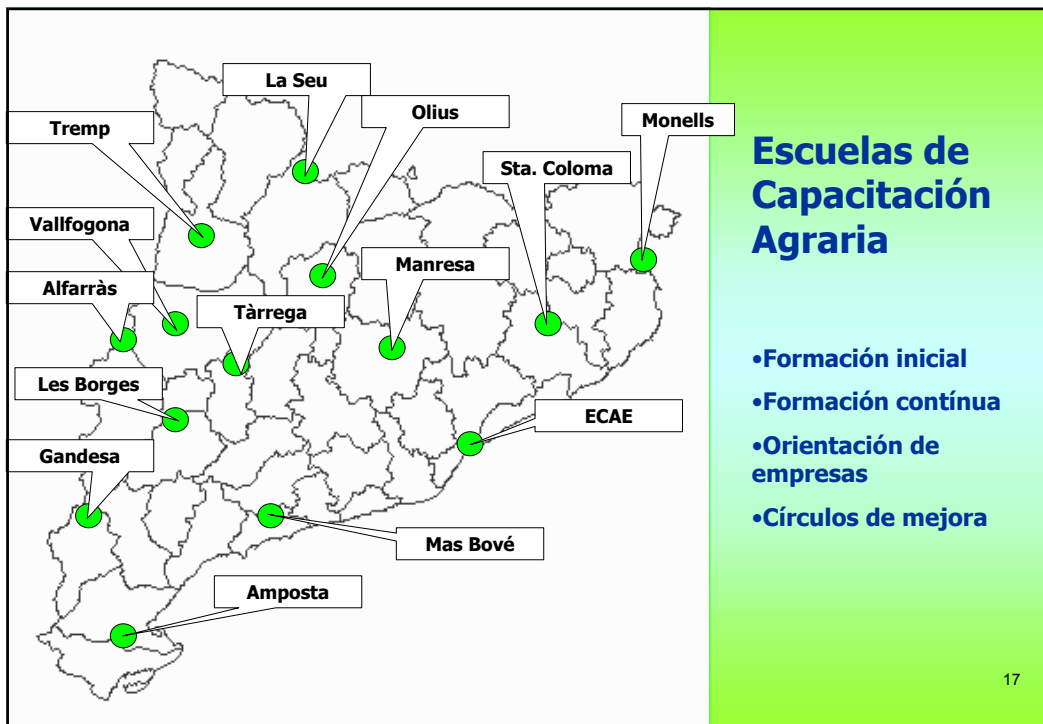 La Seu
Olius
Monells
Tremp
Sta. Coloma
Vallfogona
Manresa
Alfarràs
Tàrrega
Les Borges
ECAE
Gandesa
Mas Bové
Amposta
Escuelas de
Capacitación
Agraria
•Formación inicial
•Formación contínua
•Orientación de
empresas
•Círculos de mejora
17